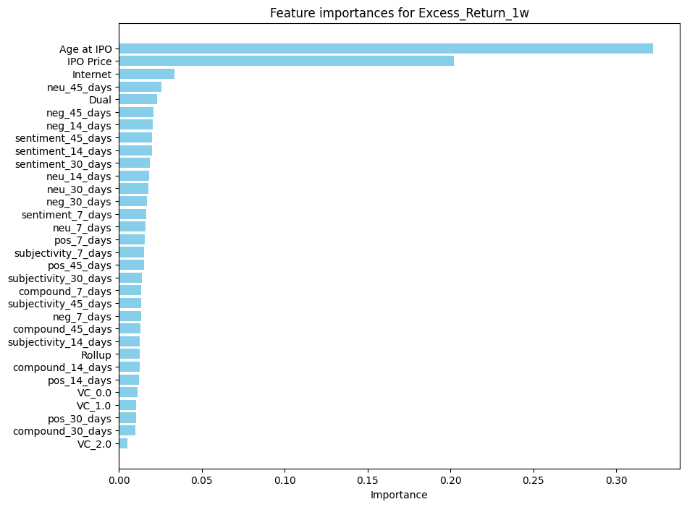 Feature importances for Excess_Return_1w
Age at IPO
IPO Price
Internet
neu_45_days
Dual
neg_45_days
neg_14_days
sentiment_45_days
sentiment_14_days
sentiment_30_days
neu_14_days
neu_30_days
neg_30_days
sentiment_7_days
neu_7_days
pos_7_days
subjectivity_7_days
pos_45_days
subjectivity_30_days
compound_7_days
subjectivity_45_days
neg_7_days
compound_45_days
subjectivity_14_days
Rollup
compound_14_days
pos_14_days
VC_0.0
VC_1.0
pos_30_days
compound_30_days
VC_2.0
0.00 0.05 0.10 0.15 0.20 0.25 0.30
Importance